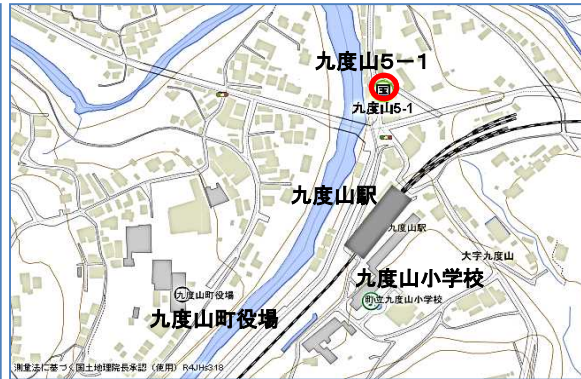 九度山5-1
国
九度山5-1
九度山駅
九度山駅
大字九度山
九度山小学校
町立九度山小学校
九度山町役場
九度山町役場
測量法に基づく国土地理院長承認（使用）R4JHs318